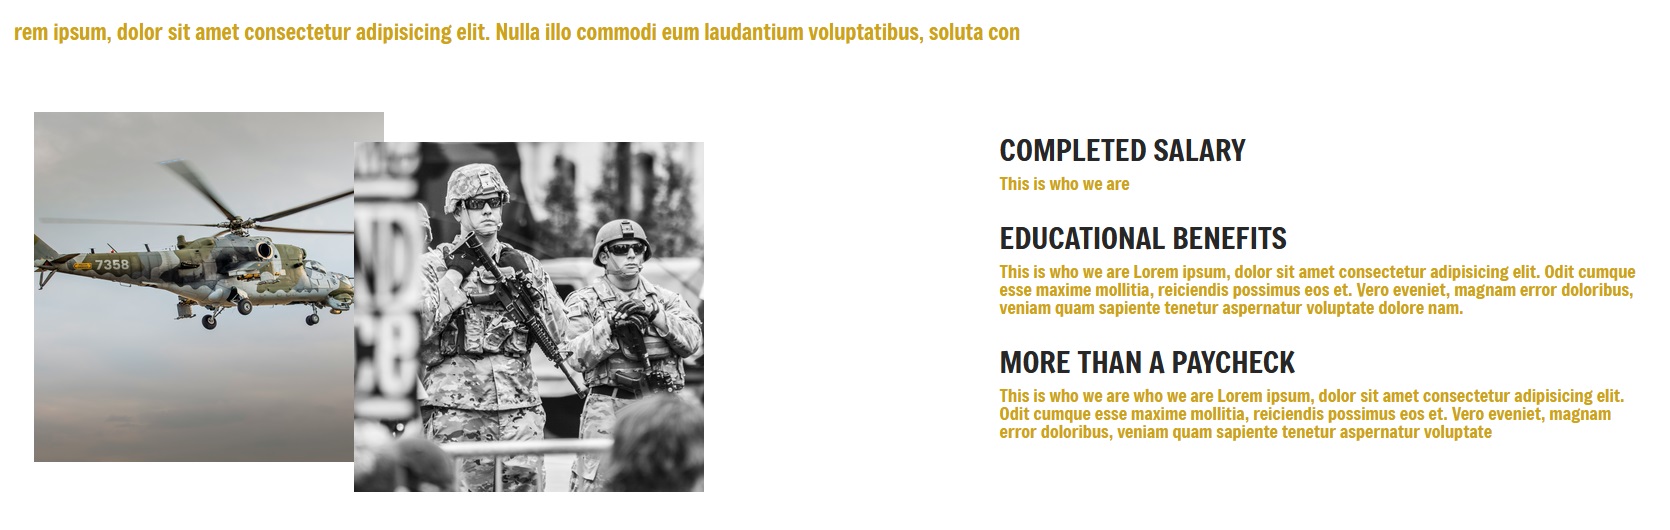 rem ipsum, dolor sit amet consectetur adipisicing elit. Nulla illo commodi eum laudantium voluptatibus, soluta con
7358
COMPLETED SALARY
This is who we are
EDUCATIONAL BENEFITS
This is who we are Lorem ipsum, dolor sit amet consectetur adipisicing elit. Odit cumque
esse maxime mollitia, reiciendis possimus eos et. Vero eveniet, magnam error doloribus,
veniam quam sapiente tenetur aspernatur voluptate dolore nam.
MORE THAN A PAYCHECK
This is who we are who we are Lorem ipsum, dolor sit amet consectetur adipisicing elit.
Odit cumque esse maxime mollitia, reiciendis possimus eos et. Vero eveniet, magnam
error doloribus, veniam quam sapiente tenetur aspernatur voluptate